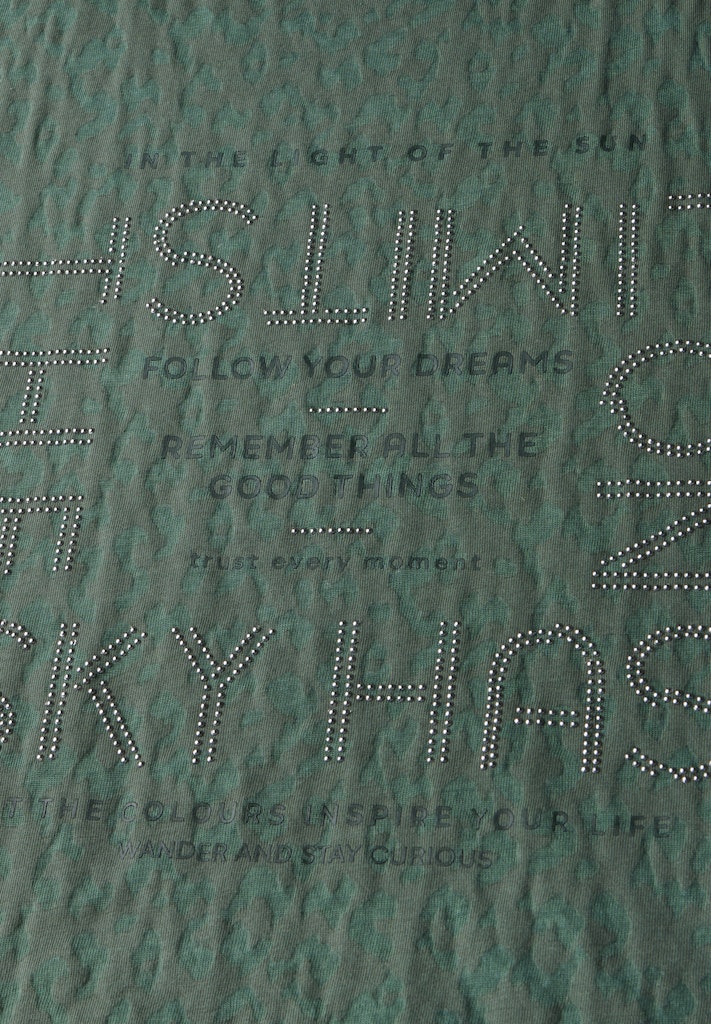 IN THE LIGHT OF THE SUN
FOLLOW YOUR DREAMS
REMEMBER ALL THE
GOOD THINGS
trust every moment
THE
SKY HAS
NO
LIMITS
T THE COLOURS INSPIRE YOUR LIFE
WANDER AND STAY CURIOUS